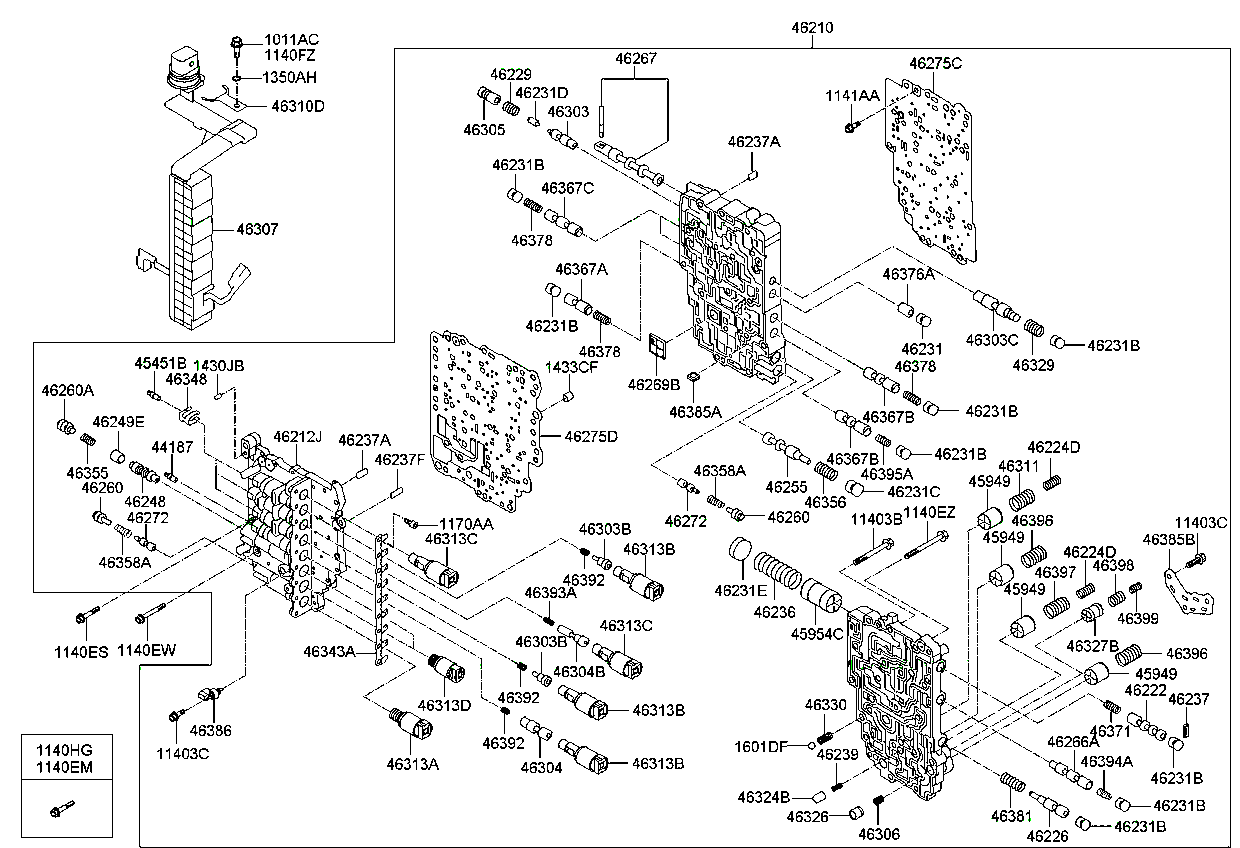 1011AC
1140FZ
1350AH
46310D
46307
46210
46267
46229
46231D
46303
46305
46275C
1141AA
46237A
46231B
46367C
46378
46367A
46231B
46378
46376A
46303C
46329
46231B
46231
46378
46367B
46231B
46269B
46385A
1433CF
46275D
45451B
1430JB
46348
46260A
46249E
46212J
46237A
44187
46237F
46355
46260
46248
46272
46358A
46367B
46395A
46231B
46255
46356
46231C
46358A
46272
46260
46224D
46311
45949
46396
45949
11403B
1140EZ
11403C
46385B
46224D
46398
46397
45949
46399
46327B
46396
45949
1170AA
46313C
46303B
46313B
46392
46393A
46231E
46236
45954C
46303B
46313C
46304B
1140ES
1140EW
46343A
46313D
46392
46313B
46386
11403C
46313A
46392
46304
46313B
46222
46237
46371
46231B
46330
1601DF
46239
46266A
46394A
46231B
46324B
46326
46306
46381
46226
46231B
1140HG
1140EM